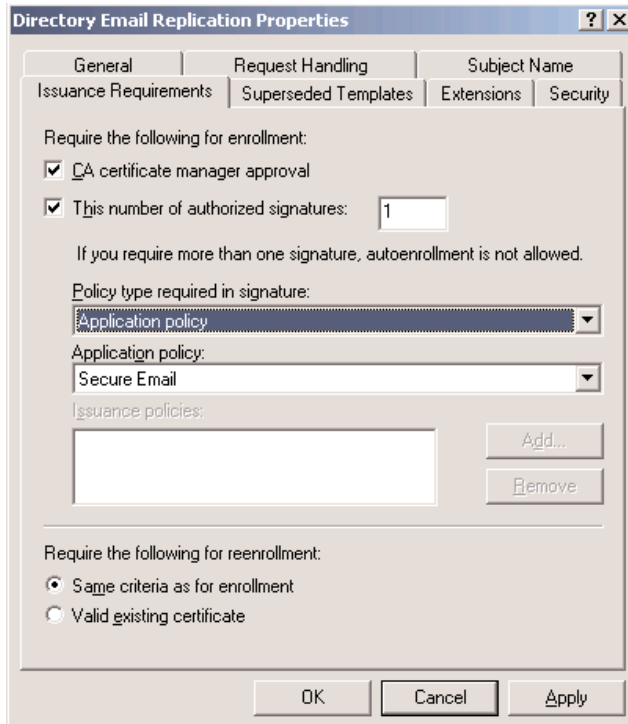 Directory Email Replication Properties
General Request Handling Subject Name
Issuance Requirements Superseded Templates Extensions Security
Require the following for enrollment:
CA certificate manager approval
This number of authorized signatures: 1
If you require more than one signature, autoenrollment is not allowed.
Policy type required in signature:
Application policy
Application policy:
Secure Email
Issuance policies:
Add...
Remove
Require the following for reenrollment:
Same criteria as for enrollment
Valid existing certificate
OK Cancel Apply